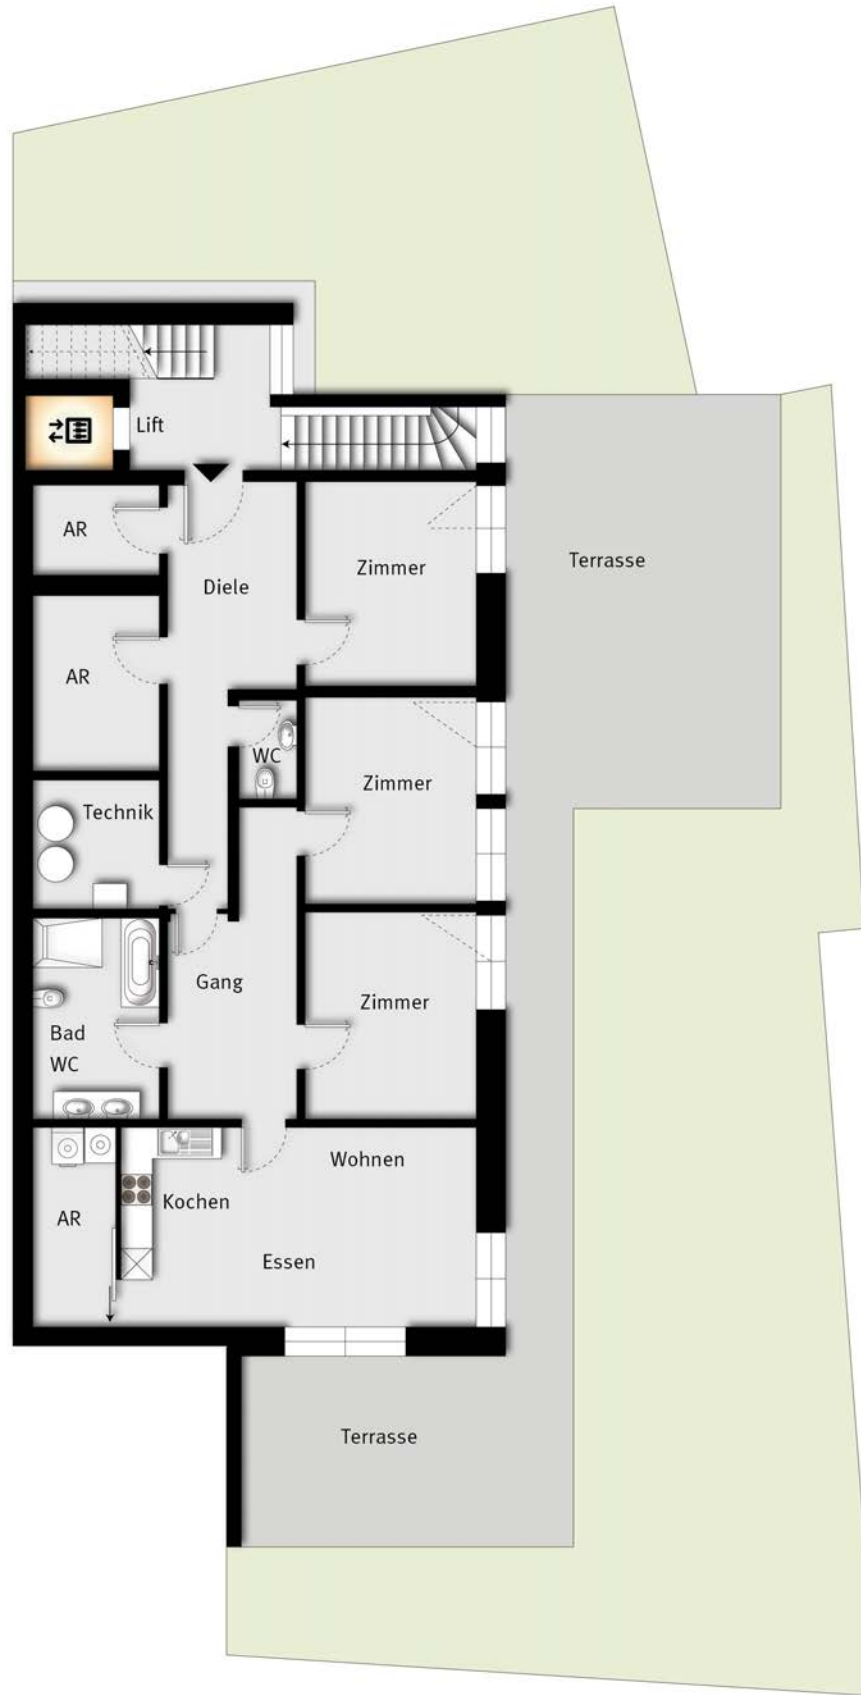 Lift
AR
Zimmer
Terrasse
Diele
AR
WC
Zimmer
Technik
Gang
Zimmer
Bad
WC
Wohnen
Kochen
AR
Essen
Terrasse